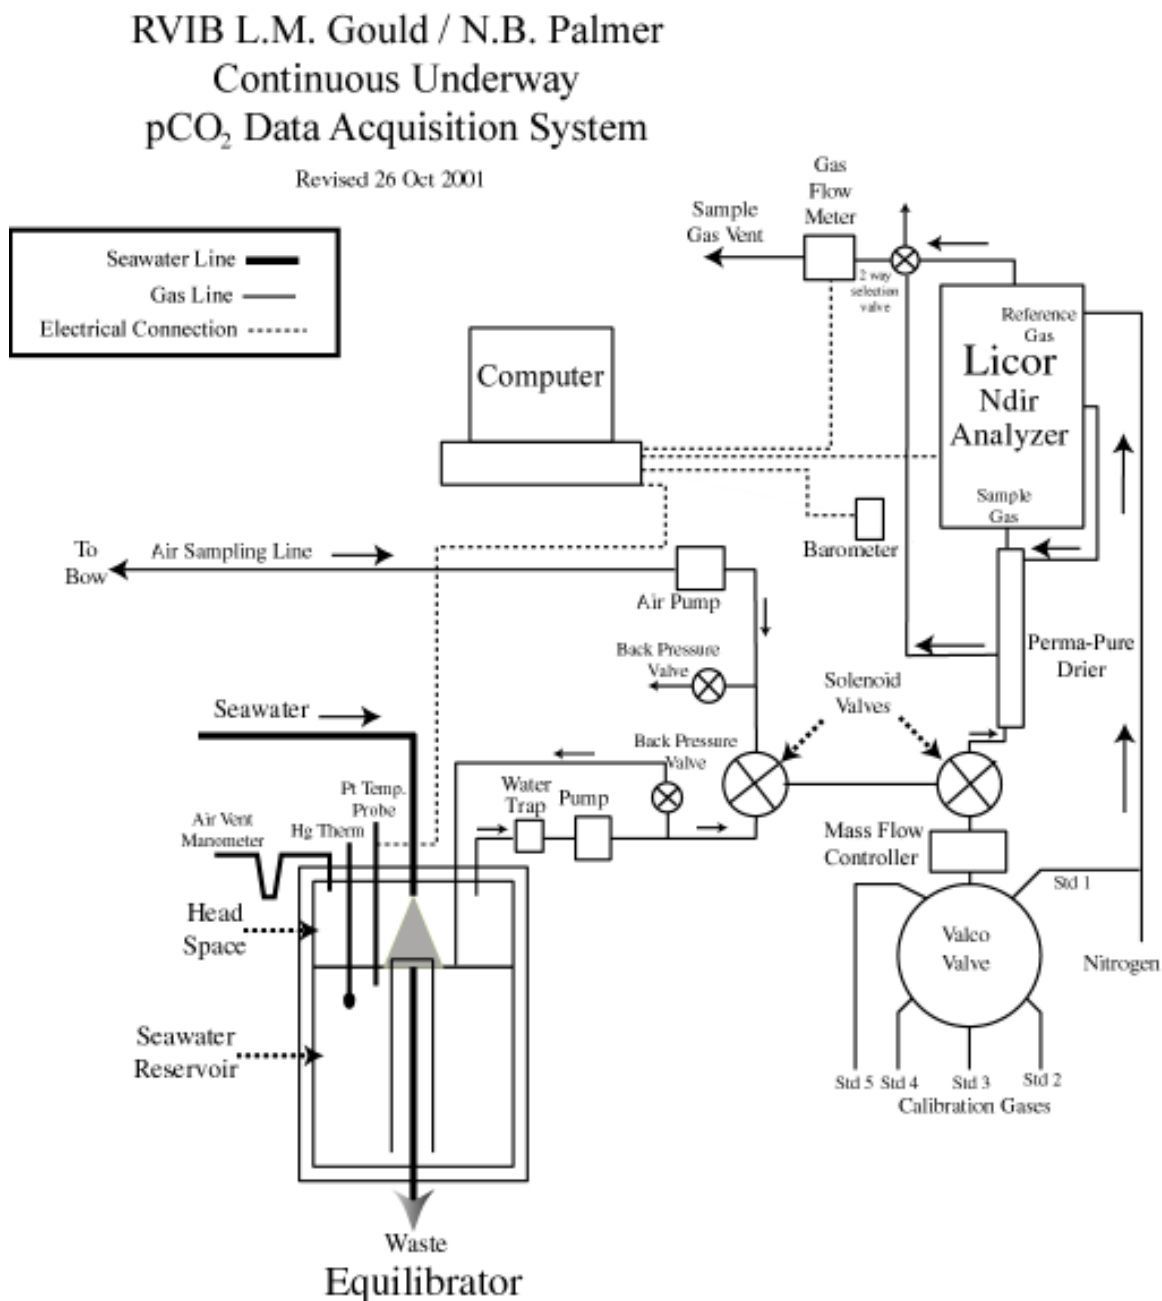 RVIB L.M. Gould / N.B. Palmer
Continuous Underway
pCO₂ Data Acquisition System
Revised 26 Oct 2001
Seawater Line
Gas Line
Electrical Connection
Gas
Flow
Meter
Sample
Gas Vent
2 way
selection
valve
Reference
Gas
Licor
Ndir
Analyzer
Sample
Gas
Computer
Barometer
To
Bow
Air Sampling Line
Air Pump
Back Pressure
Valve
Solenoid
Valves
Perma-Pure
Drier
Seawater
Back Pressure
Valve
Pt Temp.
Probe
Water
Trap
Pump
Air Vent
Manometer
Hg Therm
Mass Flow
Controller
Std 1
Head
Space
Valco
Valve
Nitrogen
Seawater
Reservoir
Std 5
Std 4
Std 3
Std 2
Calibration Gases
Waste
Equilibrator